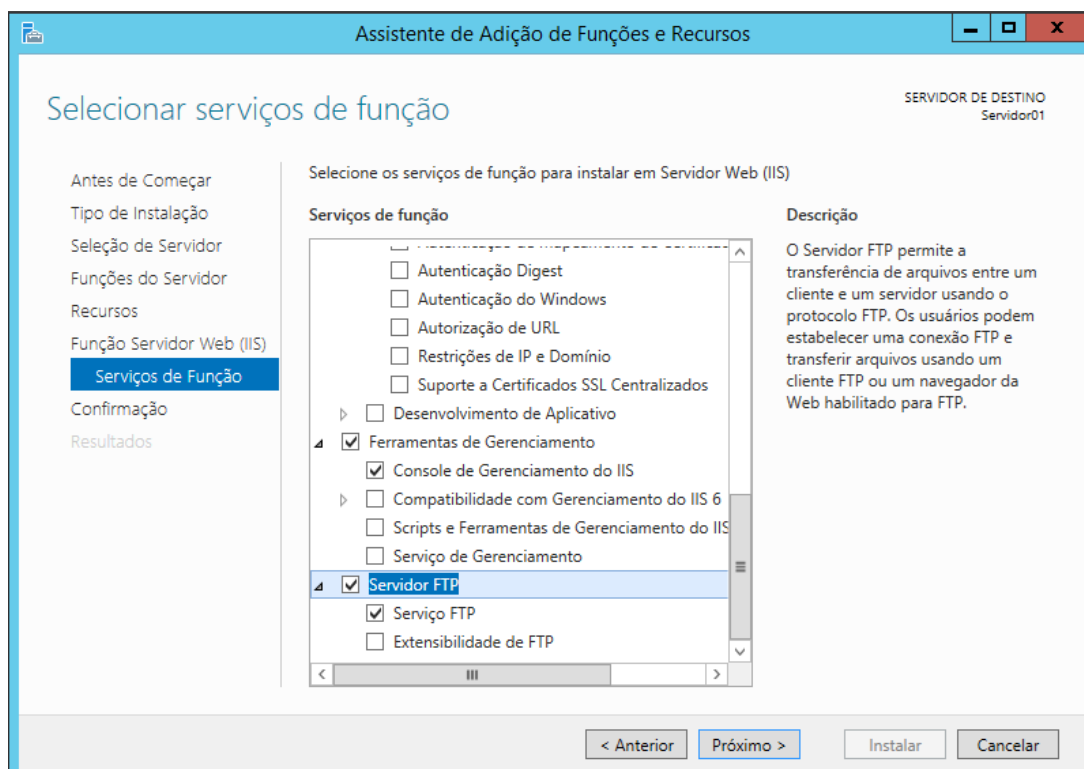 Assistente de Adição de Funções e Recursos
Selecionar serviços de função
SERVIDOR DE DESTINO
Servidor01
Antes de Começar
Tipo de Instalação
Seleção de Servidor
Funções do Servidor
Recursos
Função Servidor Web (IIS)
Serviços de Função
Confirmação
Resultados
Selecione os serviços de função para instalar em Servidor Web (IIS)
Serviços de função
Autenticação Digest
Autenticação do Windows
Autorização de URL
Restrições de IP e Domínio
Suporte a Certificados SSL Centralizados
Desenvolvimento de Aplicativo
Ferramentas de Gerenciamento
Console de Gerenciamento do IIS
Compatibilidade com Gerenciamento do IIS 6
Scripts e Ferramentas de Gerenciamento do IIS
Serviço de Gerenciamento
Servidor FTP
Serviço FTP
Extensibilidade de FTP
Descrição
O Servidor FTP permite a
transferência de arquivos entre um
cliente e um servidor usando o
protocolo FTP. Os usuários podem
estabelecer uma conexão FTP e
transferir arquivos usando um
cliente FTP ou um navegador da
Web habilitado para FTP.
< Anterior
Próximo >
Instalar
Cancelar